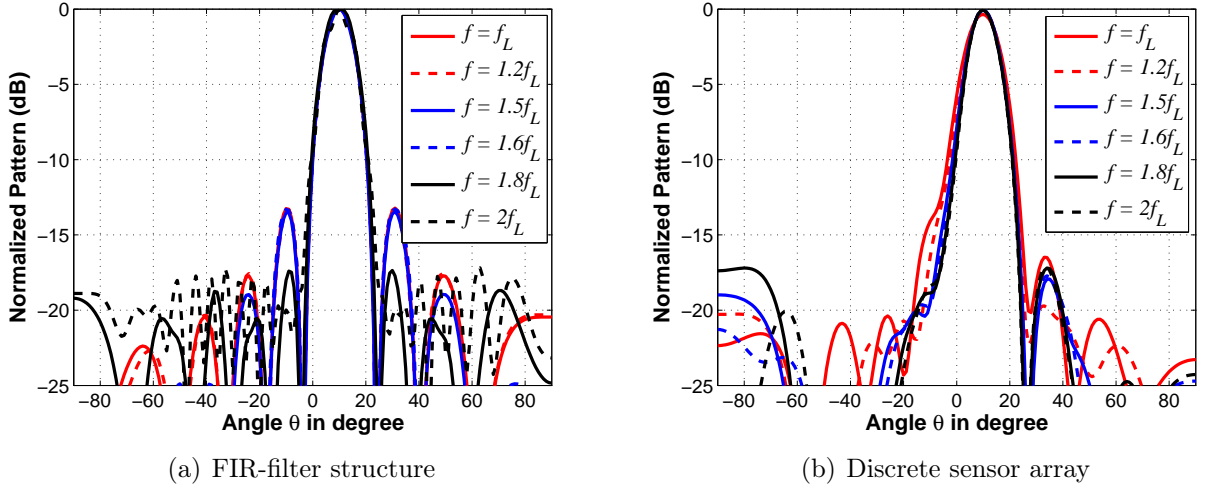 0
−5
−10
−15
−20
−25
Normalized Pattern (dB)
−80 −60 −40 −20 0 20 40 60 80
Angle θ in degree
f = f_L
f = 1.2f_L
f = 1.5f_L
f = 1.6f_L
f = 1.8f_L
f = 2f_L
(a) FIR-filter structure
0
−5
−10
−15
−20
−25
Normalized Pattern (dB)
−80 −60 −40 −20 0 20 40 60 80
Angle θ in degree
f = f_L
f = 1.2f_L
f = 1.5f_L
f = 1.6f_L
f = 1.8f_L
f = 2f_L
(b) Discrete sensor array